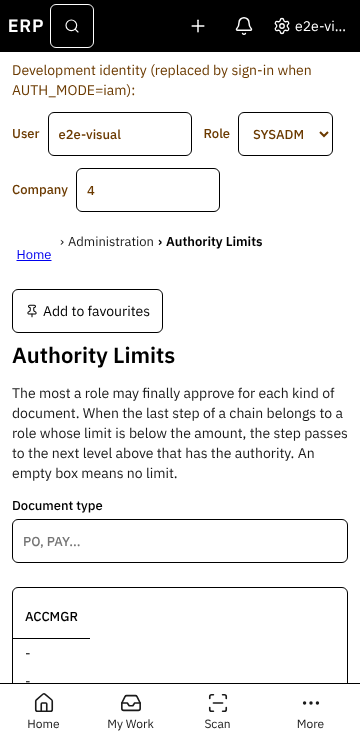 ERP
e2e-vi...
Development identity (replaced by sign-in when
AUTH_MODE=iam):
User
e2e-visual
Role
SYSADM
Company
4
Home › Administration › Authority Limits
Add to favourites
Authority Limits
The most a role may finally approve for each kind of
document. When the last step of a chain belongs to a
role whose limit is below the amount, the step passes
to the next level above that has the authority. An
empty box means no limit.
Document type
PO, PAY...
ACCMGR
-
-
Home
My Work
Scan
More